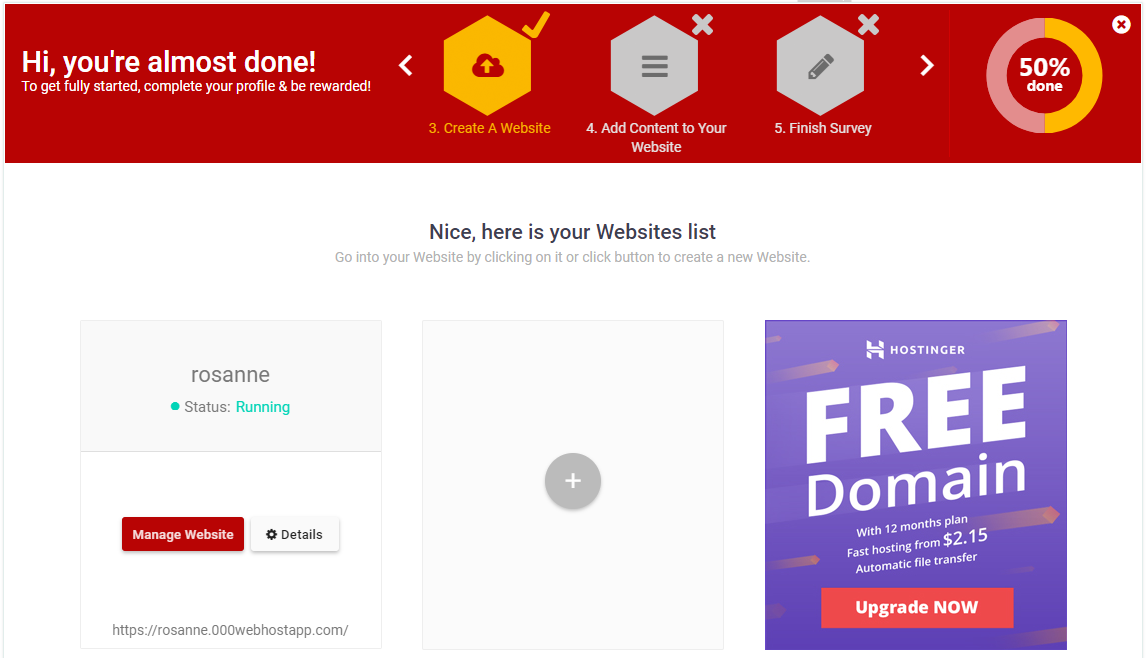 Hi, you're almost done!
To get fully started, complete your profile & be rewarded!
3. Create A Website
4. Add Content to Your
Website
5. Finish Survey
50%
done
Nice, here is your Websites list
Go into your Website by clicking on it or click button to create a new Website.
rosanne
Status: Running
Manage Website
Details
https://rosanne.000webhostapp.com/
+
HOSTINGER
FREE
Domain
With 12 months plan
Fast hosting from $2.15
Automatic file transfer
Upgrade NOW